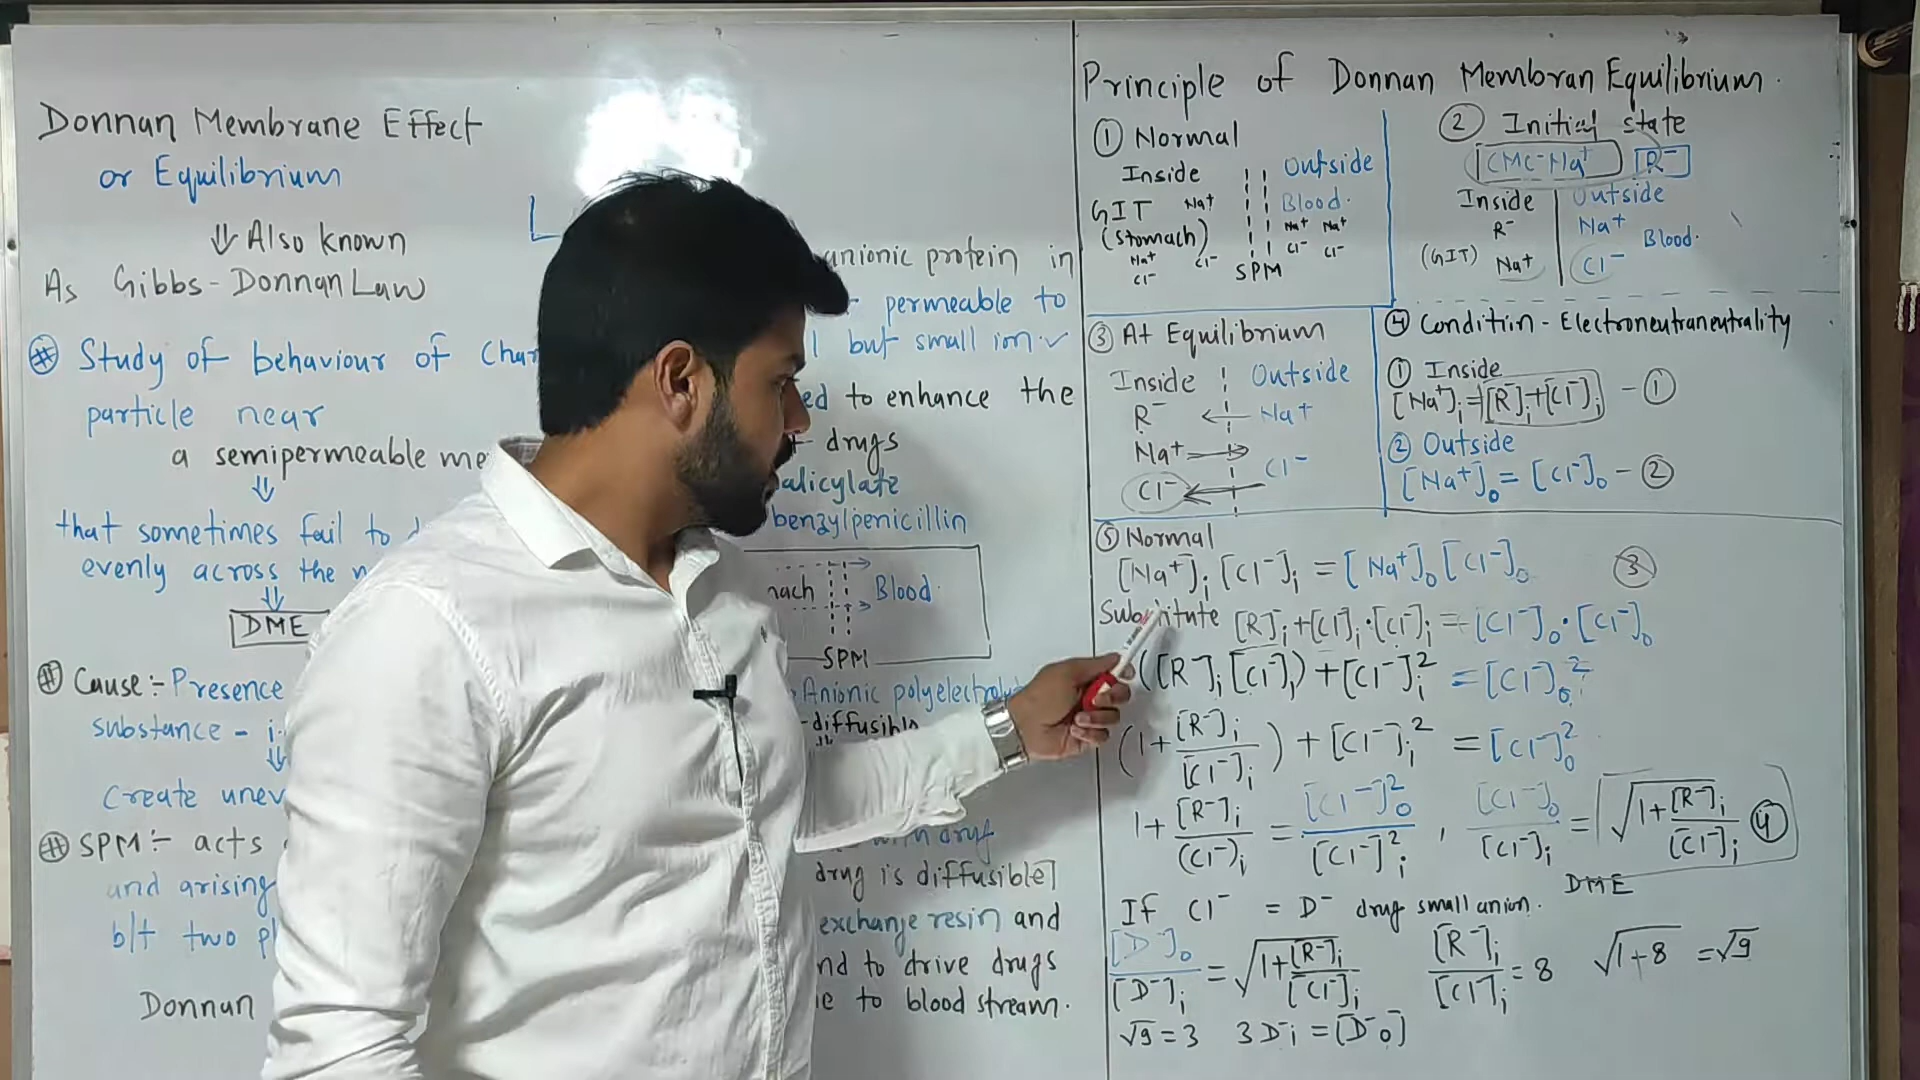 Donnan Membrane Effect
or Equilibrium
⇓ Also known
As Gibbs-Donnan Law
# Study of behaviour of
particle near
a semipermeable
⇓
that sometimes fail to
evenly across the
⇓
DME
# Cause:- Presence
substance -
⇓
Create
# SPM:- acts
and arising
b/t two
Donnan
anionic protein in
permeable to
but small ion
to enhance the
drugs
benzylpenicillin
Blood.
SPM
Anionic
-diffusible
drug is diffusible]
exchange resin and
to drive drugs
to blood stream.
Principle of Donnan Membran Equilibrium.
① Normal
Inside Outside
GIT Na⁺ Blood.
(Stomach) Na⁺ Na⁺
Na⁺ Cl⁻ Cl⁻ Cl⁻
Cl⁻ SPM
② Initial state
[CMC-Na⁺] [R⁻]
Inside Outside
R⁻ Na⁺
(GIT) Na⁺ Cl⁻ Blood.
③ At Equilibrium
Inside Outside
R⁻ ← Na⁺
Na⁺ →
Cl⁻ ← Cl⁻
④ Condition - Electroneutraneutrality
① Inside
[Na⁺]i = [R⁻]i + [Cl⁻]i - ①
② Outside
[Na⁺]o = [Cl⁻]o - ②
⑤ Normal
[Na⁺]i [Cl⁻]i = [Na⁺]o [Cl⁻]o ③
Substitute [R⁻]i + [Cl⁻]i · [Cl⁻]i = [Cl⁻]o · [Cl⁻]o
([R⁻]i [Cl⁻]i) + [Cl⁻]i² = [Cl⁻]o²
(1 + [R⁻]i / [Cl⁻]i) + [Cl⁻]i² = [Cl⁻]o²
1 + [R⁻]i / (Cl⁻)i = [Cl⁻]o² / [Cl⁻]²i , [Cl⁻]o / [Cl⁻]i = √1 + [R⁻]i / [Cl⁻]i ④
DME
If Cl⁻ = D⁻ drug small anion.
[D⁻]o / [D⁻]i = √1 + [R⁻]i / [Cl⁻]i [R⁻]i / [Cl⁻]i = 8 √1+8 = √9
√9 = 3 3 D⁻i = [D⁻o]